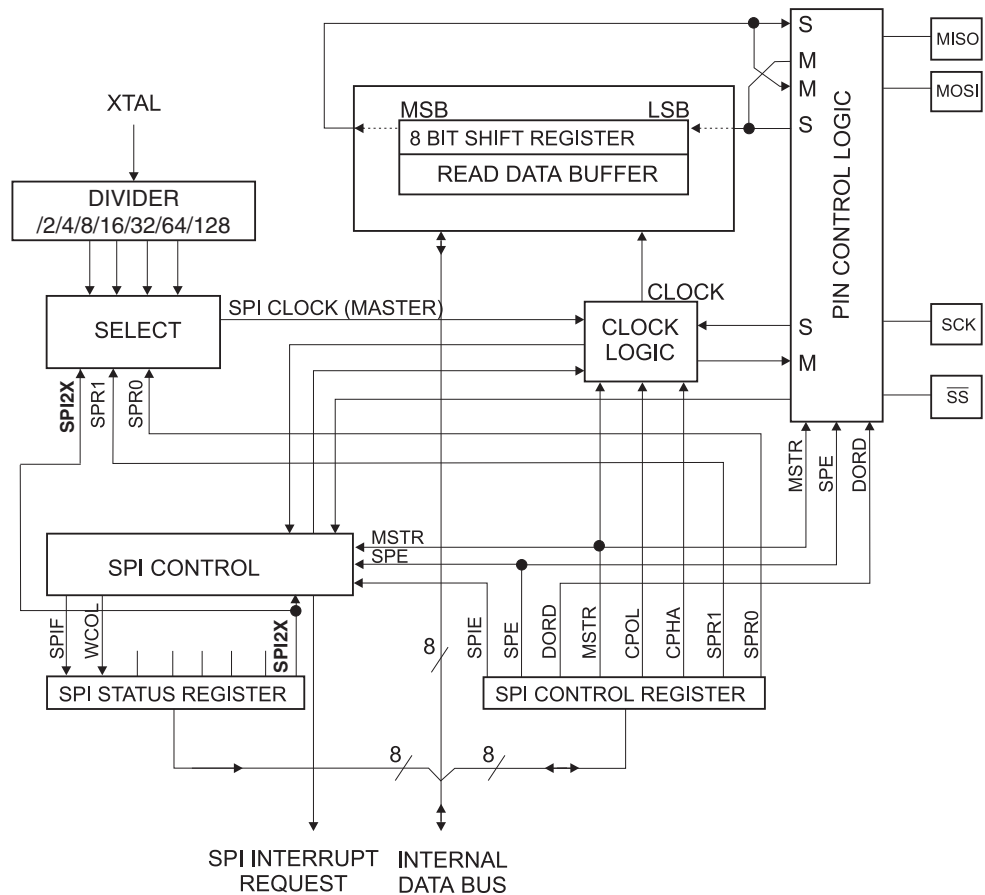 S
MISO
M
XTAL
MSB
LSB
M
MOSI
8 BIT SHIFT REGISTER
S
READ DATA BUFFER
DIVIDER
/2/4/8/16/32/64/128
PIN CONTROL LOGIC
SPI CLOCK (MASTER)
CLOCK
SELECT
CLOCK
LOGIC
S
SCK
M
SPI2X
SPR1
SPR0
SS
MSTR
SPE
DORD
MSTR
SPE
SPI CONTROL
SPIF
WCOL
SPI2X
8
SPIE
SPE
DORD
MSTR
CPOL
CPHA
SPR1
SPR0
SPI STATUS REGISTER
SPI CONTROL REGISTER
8
8
SPI INTERRUPT
REQUEST
INTERNAL
DATA BUS